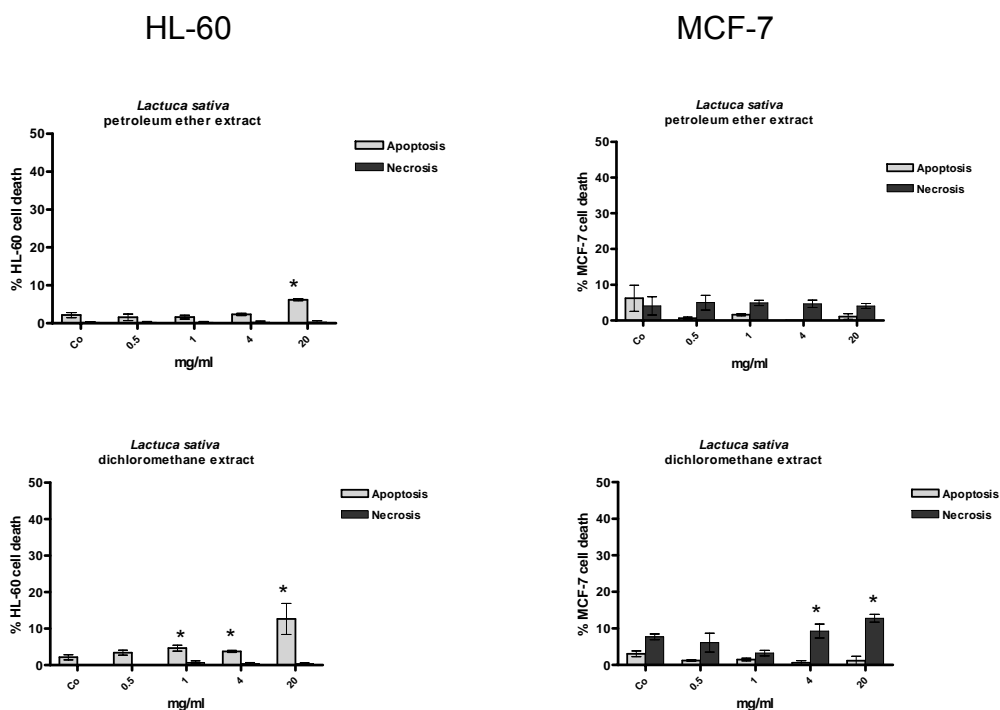 HL-60
MCF-7
Lactuca sativa
petroleum ether extract
50
40
30
20
10
0
% HL-60 cell death
Apoptosis
Necrosis
*
Co
0.5
1
4
20
mg/ml
Lactuca sativa
petroleum ether extract
50
40
30
20
10
0
% MCF-7 cell death
Apoptosis
Necrosis
Co
0.5
1
4
20
mg/ml
Lactuca sativa
dichloromethane extract
50
40
30
20
10
0
% HL-60 cell death
Apoptosis
Necrosis
*
*
*
Co
0.5
1
4
20
mg/ml
Lactuca sativa
dichloromethane extract
50
40
30
20
10
0
% MCF-7 cell death
Apoptosis
Necrosis
*
*
Co
0.5
1
4
20
mg/ml